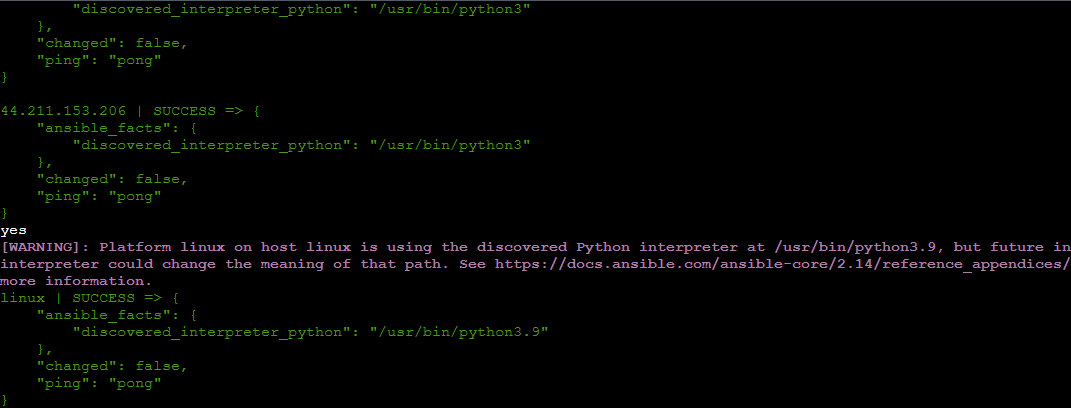 "discovered_interpreter_python": "/usr/bin/python3"
    },
    "changed": false,
    "ping": "pong"
}
44.211.153.206 | SUCCESS => {
    "ansible_facts": {
        "discovered_interpreter_python": "/usr/bin/python3"
    },
    "changed": false,
    "ping": "pong"
}
yes
[WARNING]: Platform linux on host linux is using the discovered Python interpreter at /usr/bin/python3.9, but future in
interpreter could change the meaning of that path. See https://docs.ansible.com/ansible-core/2.14/reference_appendices/
more information.
linux | SUCCESS => {
    "ansible_facts": {
        "discovered_interpreter_python": "/usr/bin/python3.9"
    },
    "changed": false,
    "ping": "pong"
}